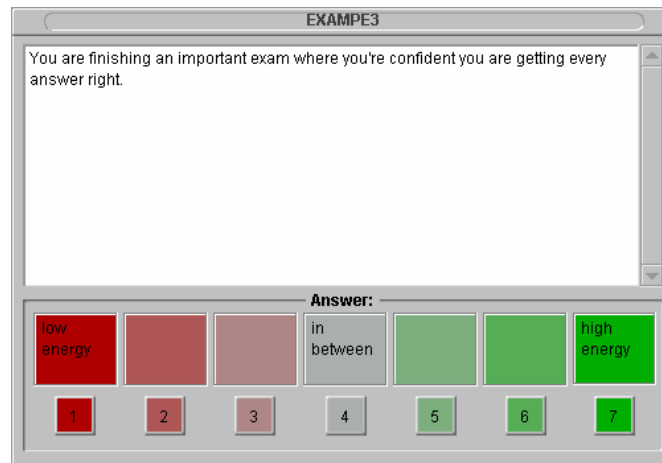 EXAMPE3
You are finishing an important exam where you're confident you are getting every
answer right.
Answer:
low
energy
in
between
high
energy
1 2 3 4 5 6 7